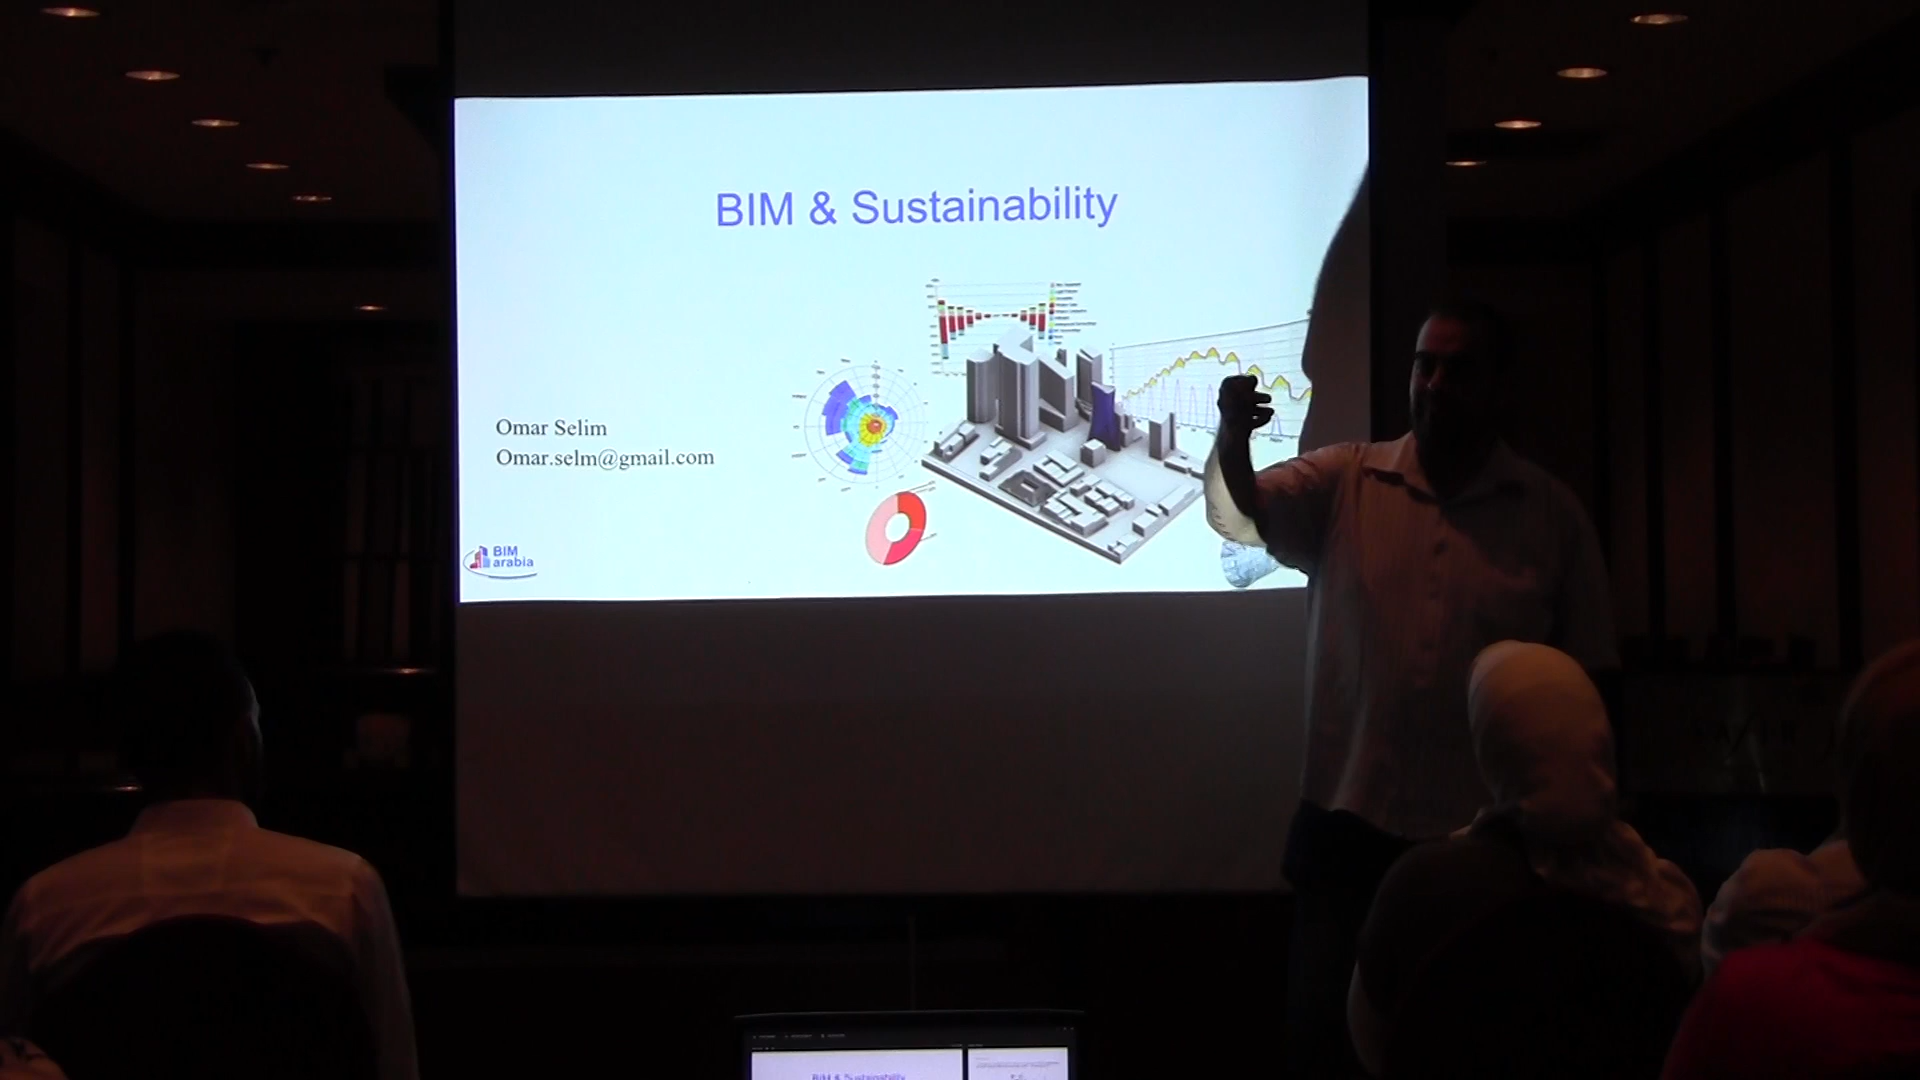 BIM & Sustainability
Omar Selim
Omar.selm@gmail.com
BIM
arabia
BIM & Sustainability